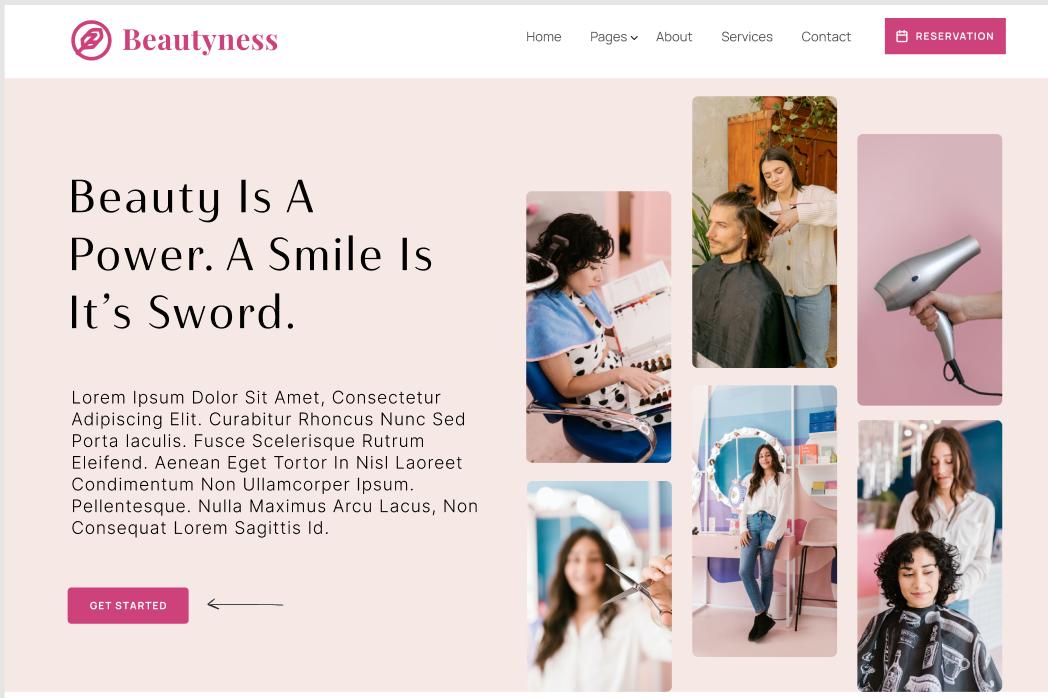 Beautyness
Home
Pages
About
Services
Contact
RESERVATION
Beauty Is A
Power. A Smile Is
It’s Sword.
Lorem Ipsum Dolor Sit Amet, Consectetur
Adipiscing Elit. Curabitur Rhoncus Nunc Sed
Porta Iaculis. Fusce Scelerisque Rutrum
Eleifend. Aenean Eget Tortor In Nisl Laoreet
Condimentum Non Ullamcorper Ipsum.
Pellentesque. Nulla Maximus Arcu Lacus, Non
Consequat Lorem Sagittis Id.
GET STARTED